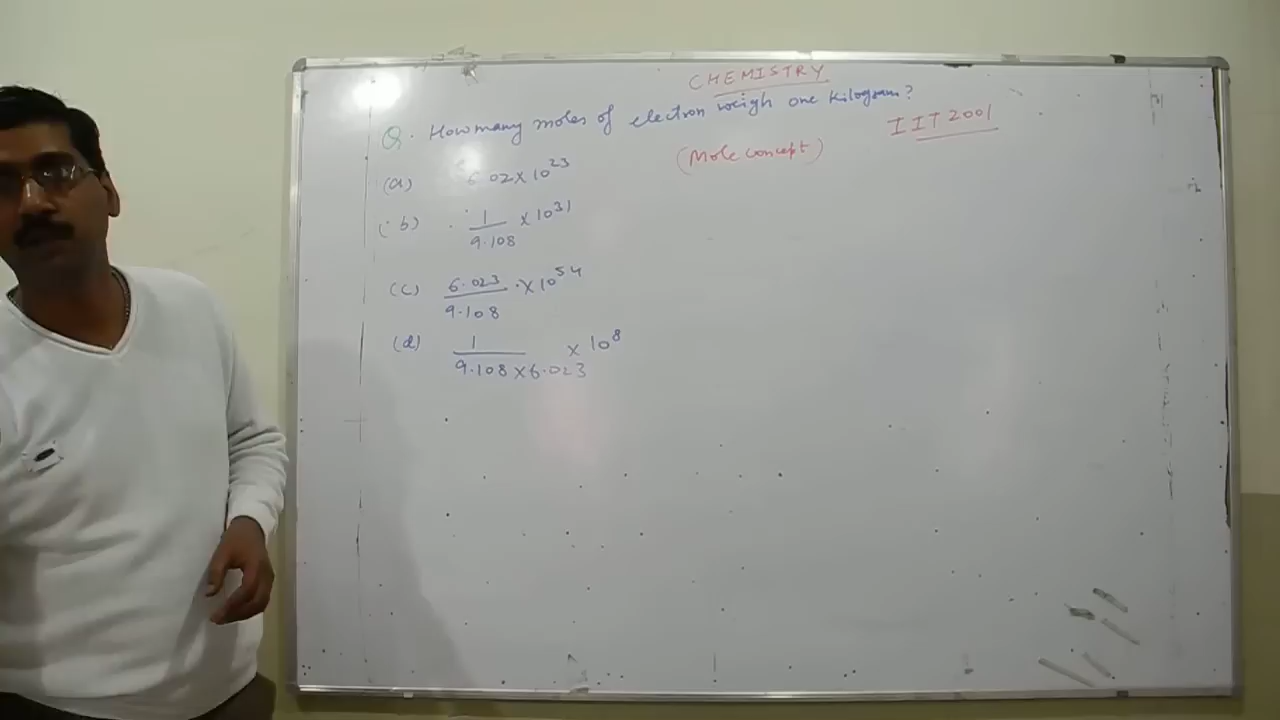 CHEMISTRY
Q. How many moles of electron weigh one Kilogram?
IIT 2001
(Mole concept)
(a) 6.02 × 10^23
(b) 1/9.108 × 10^31
(c) 6.023/9.108 × 10^54
(d) 1/9.108 × 6.023 × 10^8